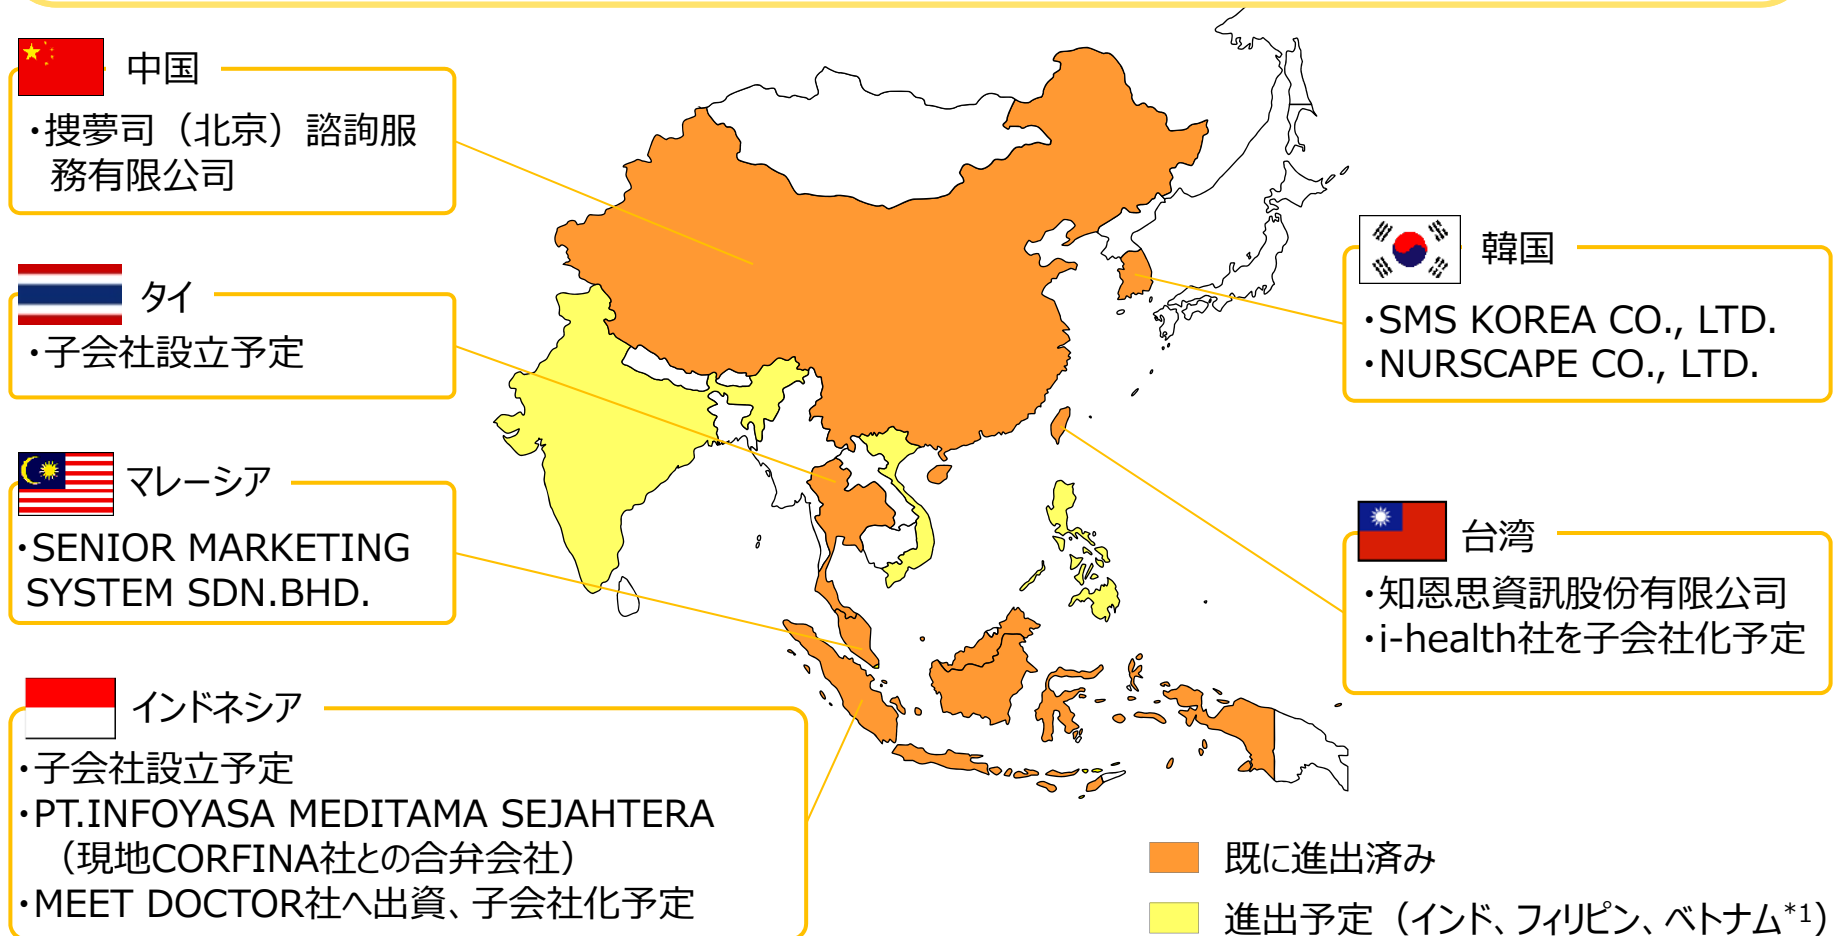 中国
・捜夢司（北京）諮詢服
務有限公司
タイ
・子会社設立予定
マレーシア
・SENIOR MARKETING
SYSTEM SDN.BHD.
インドネシア
・子会社設立予定
・PT.INFOYASA MEDITAMA SEJAHTERA
（現地CORFINA社との合弁会社）
・MEET DOCTOR社へ出資、子会社化予定
韓国
・SMS KOREA CO., LTD.
・NURSCAPE CO., LTD.
台湾
・知恩思資訊股份有限公司
・i-health社を子会社化予定
既に進出済み
進出予定（インド、フィリピン、ベトナム*1）